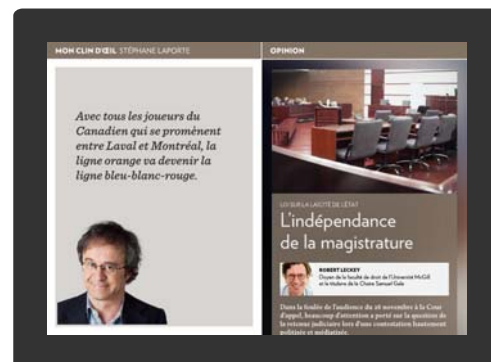 MON CLIN D'ŒIL STÉPHANE LAPORTE
Avec tous les joueurs du
Canadien qui se promènent
entre Laval et Montréal, la
ligne orange va devenir la
ligne bleu-blanc-rouge.
OPINION
LOI SUR LA LAÏCITÉ DE L'ÉTAT
L'indépendance
de la magistrature
ROBERT LECKEY
Doyen de la faculté de droit de l'Université McGill
et titulaire de la Chaire Samuel Gale
Dans la foulée de l'audience du 26 novembre à la Cour
d'appel, beaucoup d'attention a porté sur la question de
la retenue judiciaire lors d'une contestation hautement
politisée et médiatisée.